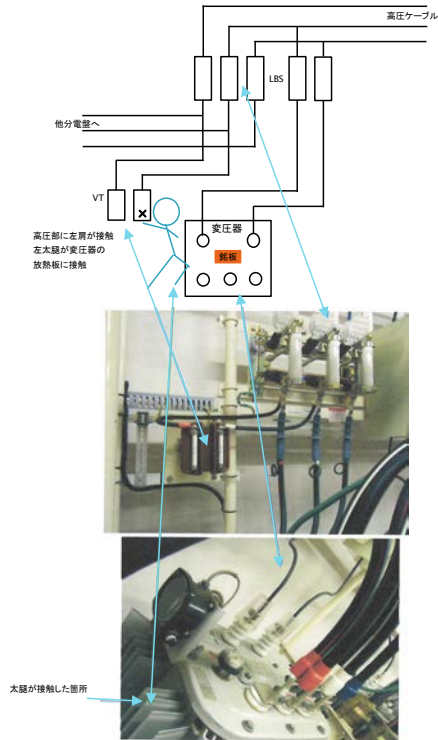 高圧ケーブル
LBS
他分電盤へ
VT
変圧器
銘板
高圧部に左肩が接触
左太腿が変圧器の
放熱板に接触
太腿が接触した箇所